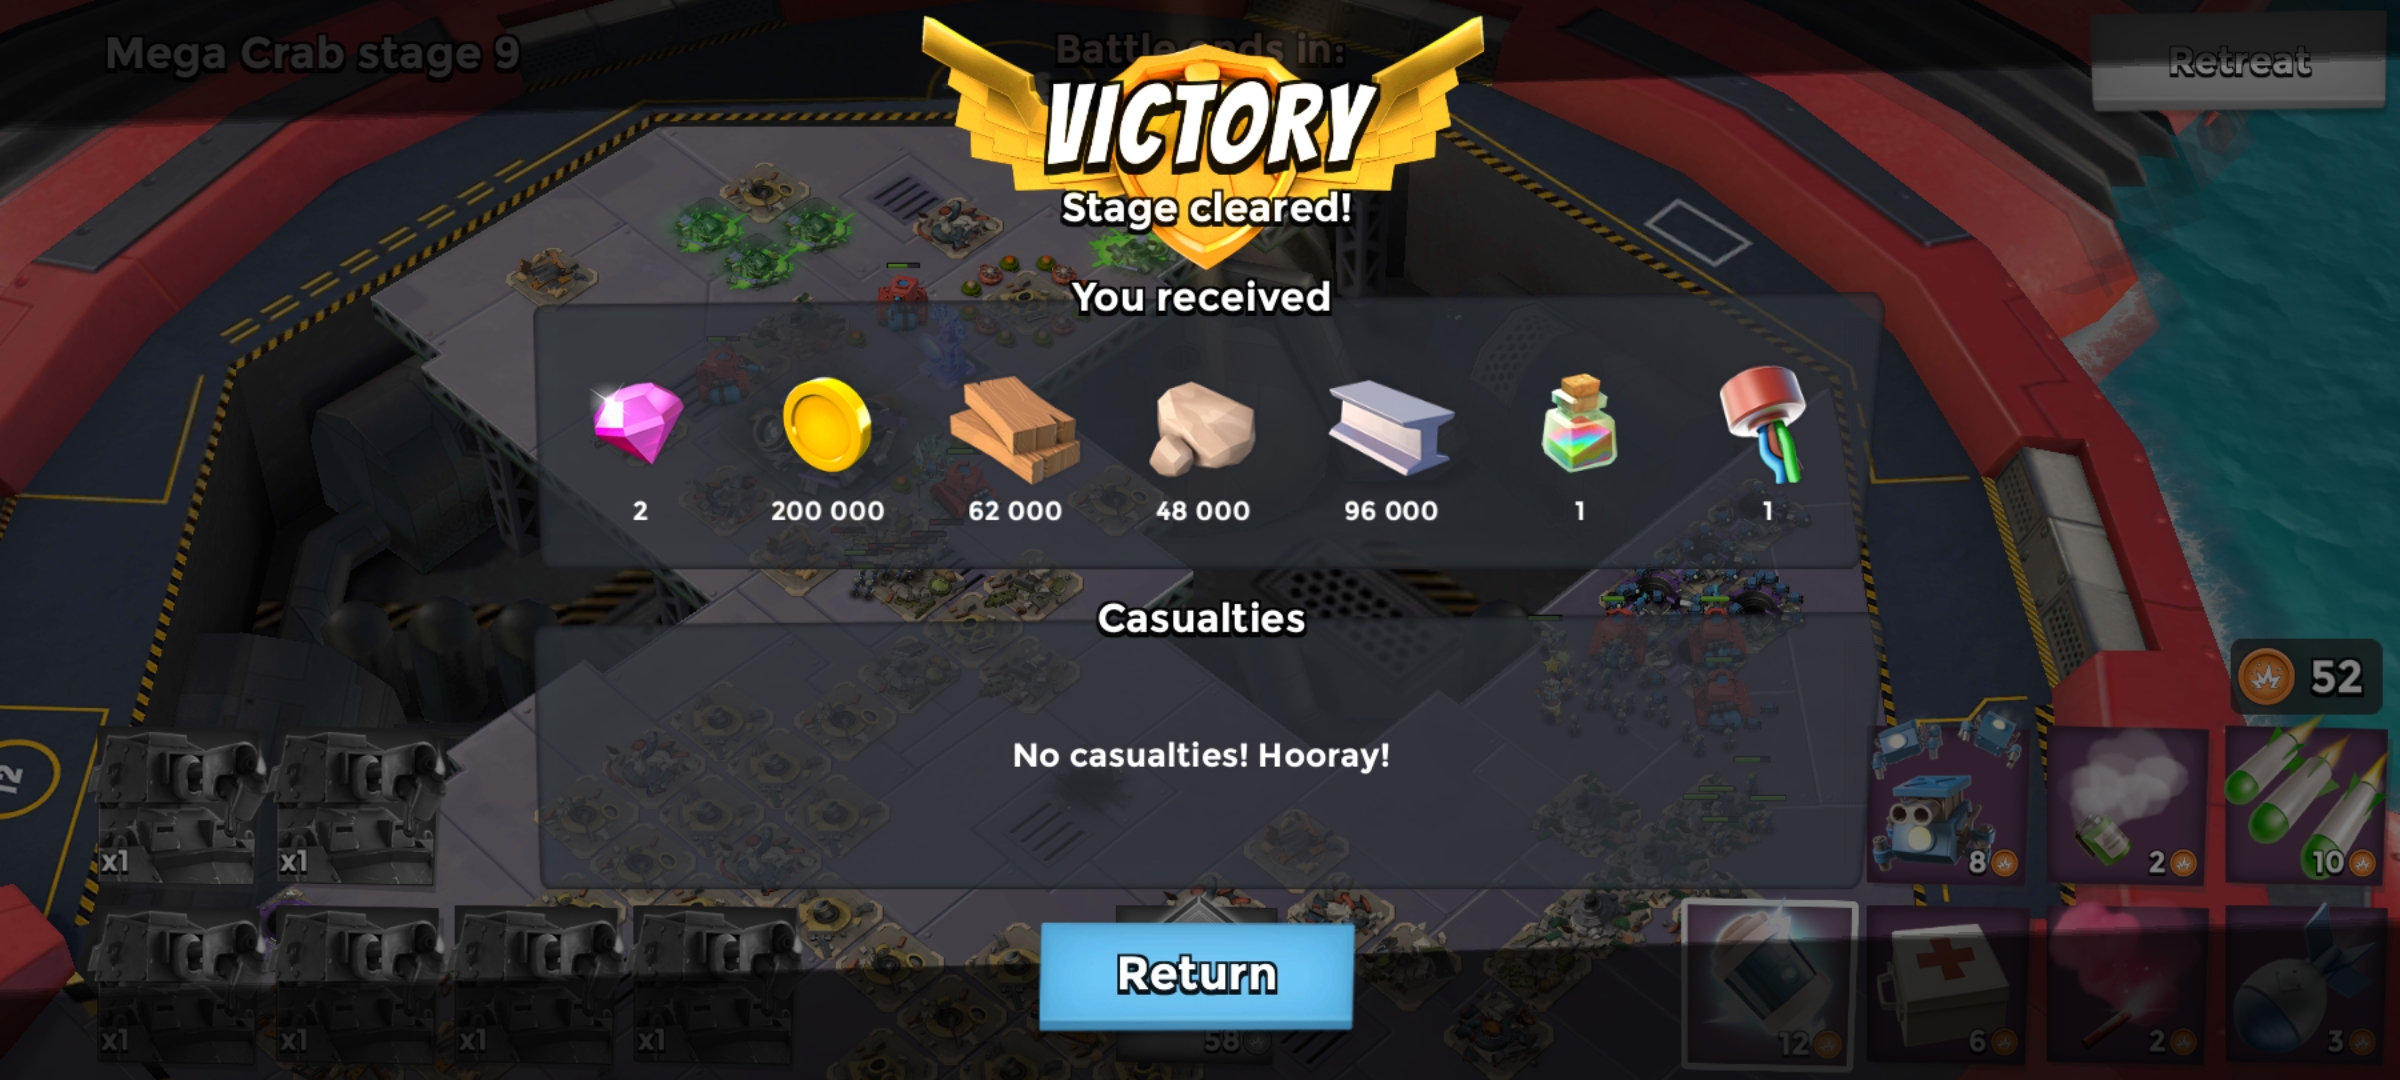 Mega Crab stage 9
Battle ends in:
Retreat
VICTORY
Stage cleared!
You received
2
200 000
62 000
48 000
96 000
1
1
Casualties
No casualties! Hooray!
52
12
x1
x1
8
2
10
x1
x1
x1
x1
58
Return
12
6
2
3